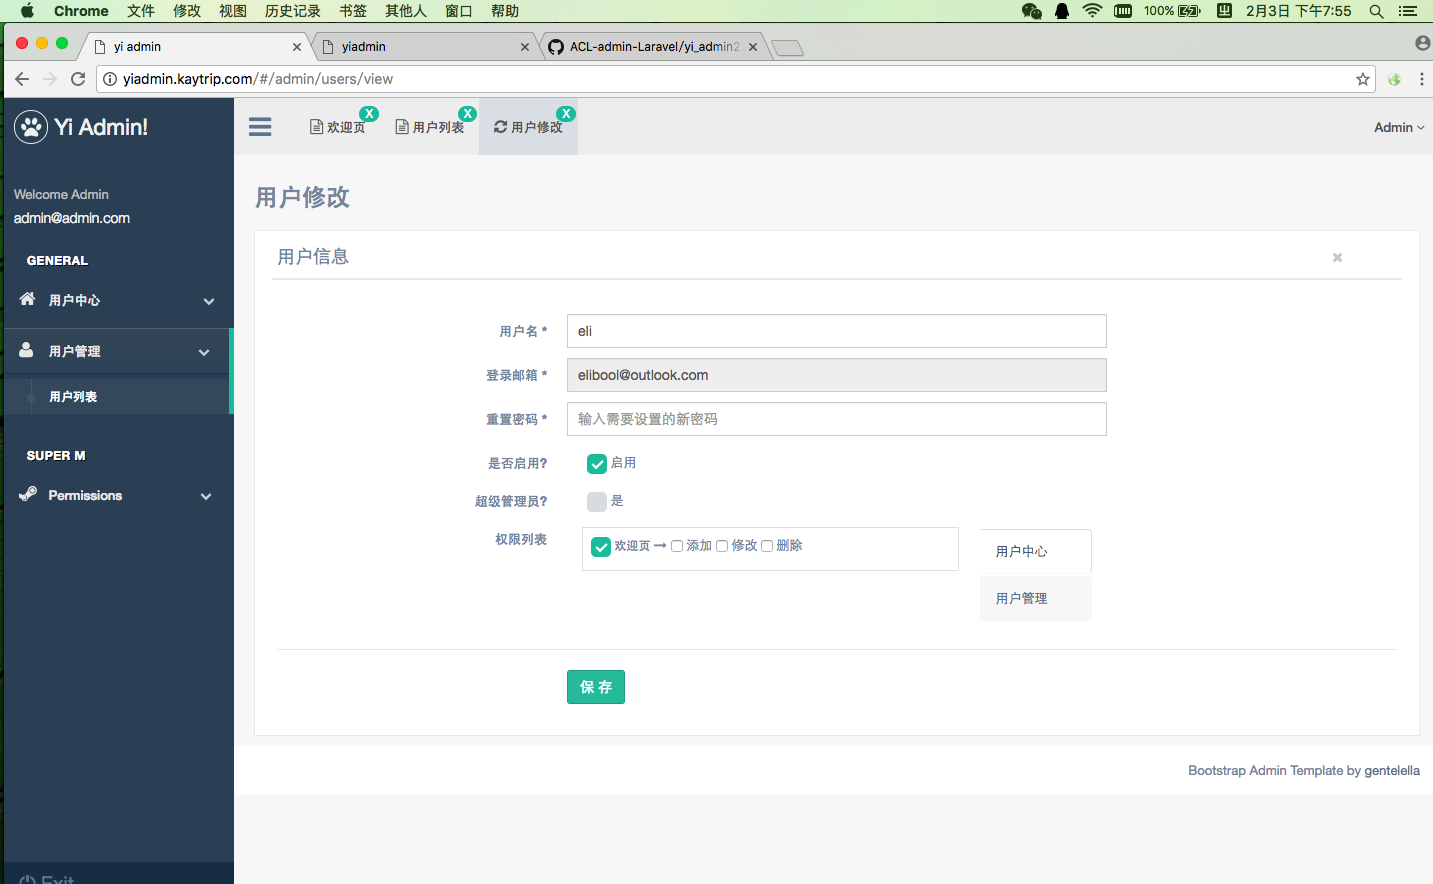 Chrome 文件 修改 视图 历史记录 书签 其他人 窗口 帮助 100% 2月3日 下午7:55
yi admin yiadmin ACL-admin-Laravel/yi_admin2
yiadmin.kaytrip.com/#/admin/users/view
Yi Admin!
欢迎页 X 用户列表 X 用户修改 X
Admin
Welcome Admin
admin@admin.com
GENERAL
用户中心
用户管理
用户列表
SUPER M
Permissions
Exit
用户修改
用户信息
用户名 * eli
登录邮箱 * elibool@outlook.com
重置密码 * 输入需要设置的新密码
是否启用? 启用
超级管理员? 是
权限列表 欢迎页 → 添加 修改 删除
用户中心
用户管理
保 存
Bootstrap Admin Template by gentelella